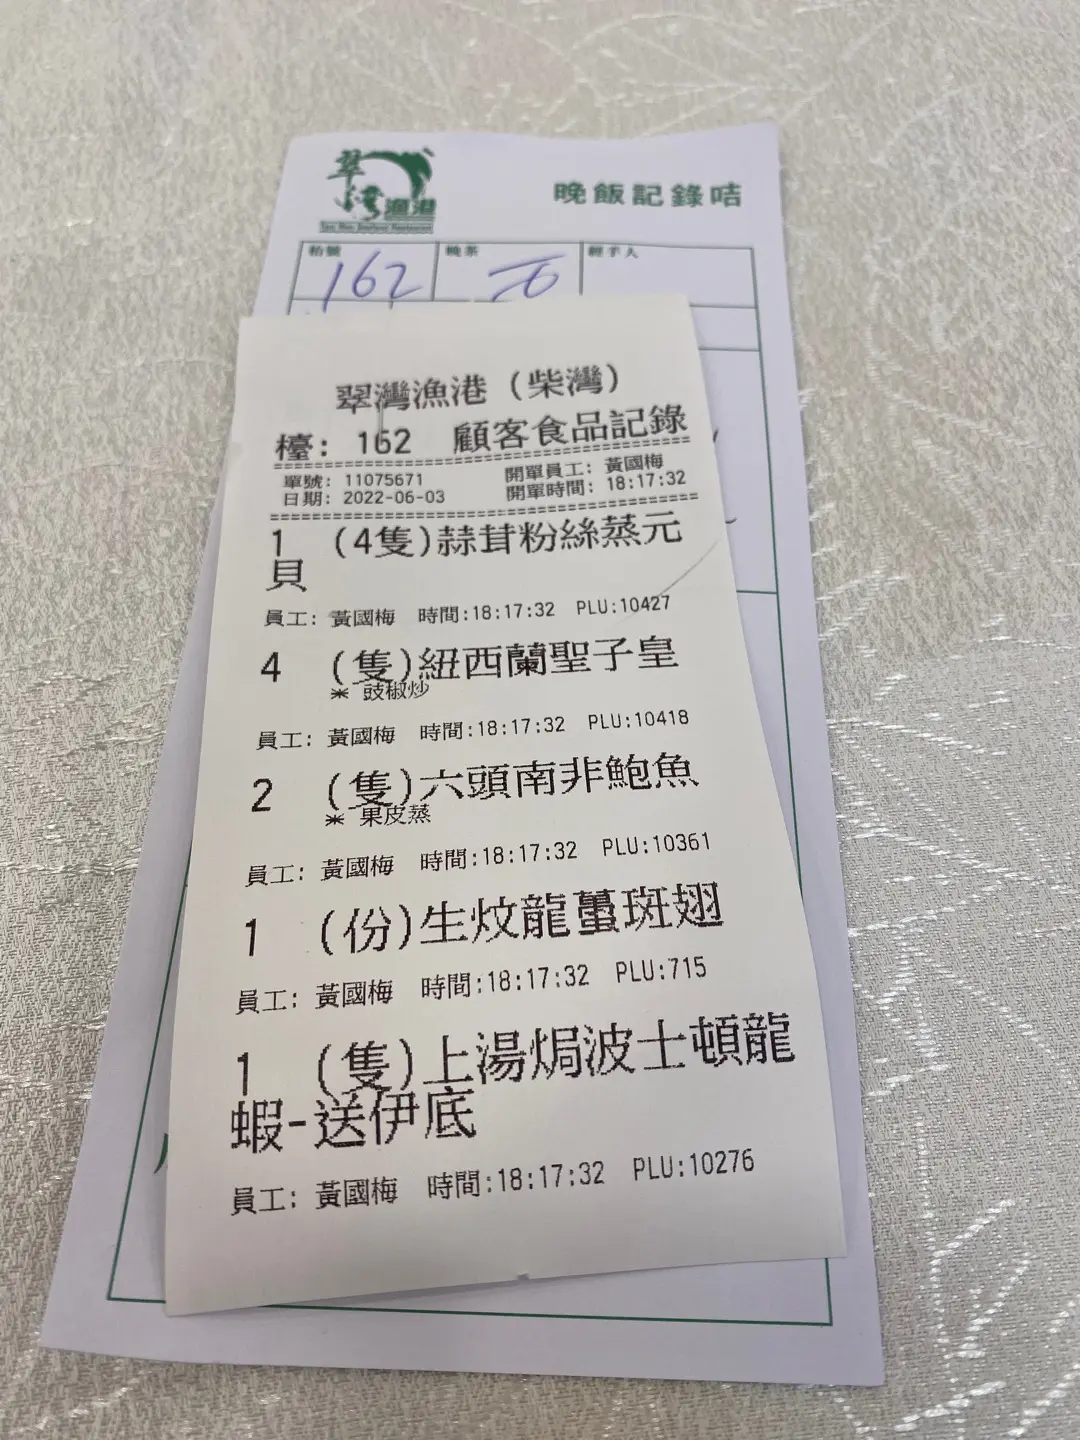 翠灣漁港
晚飯記錄咭
枱號
晚茶
經手人
162
翠灣漁港（柴灣）
檯: 162 顧客食品記錄
單號: 11075671 開單員工: 黃國梅
日期: 2022-06-03 開單時間: 18:17:32
1 (4隻)蒜茸粉絲蒸元
貝
員工: 黃國梅 時間:18:17:32 PLU:10427
4 (隻)紐西蘭聖子皇
* 豉椒炒
員工: 黃國梅 時間:18:17:32 PLU:10418
2 (隻)六頭南非鮑魚
* 果皮蒸
員工: 黃國梅 時間:18:17:32 PLU:10361
1 (份)生炆龍躉斑翅
員工: 黃國梅 時間:18:17:32 PLU:715
1 (隻)上湯焗波士頓龍
蝦-送伊底
員工: 黃國梅 時間:18:17:32 PLU:10276